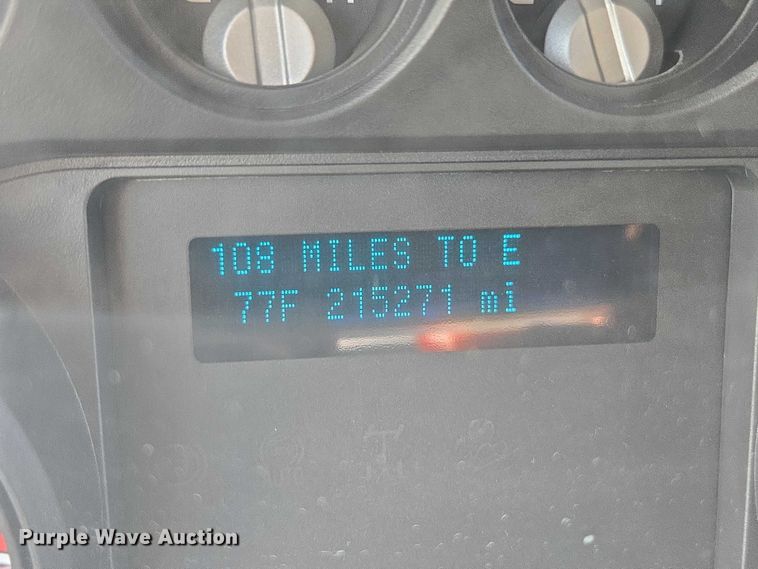 108 MILES TO E
77F 215271 mi
Purple Wave Auction